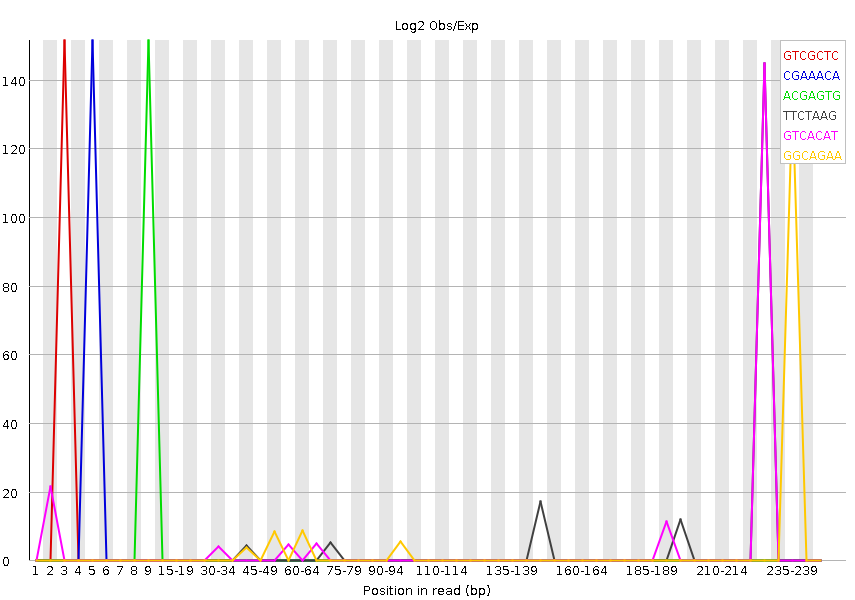 Log2 Obs/Exp
GTCGCTC
CGAAACA
ACGAGTG
TTCTAAG
GTCACAT
GGCAGAA
140
120
100
80
60
40
20
0
1 2 3 4 5 6 7 8 9 15-19 30-34 45-49 60-64 75-79 90-94 110-114 135-139 160-164 185-189 210-214 235-239
Position in read (bp)